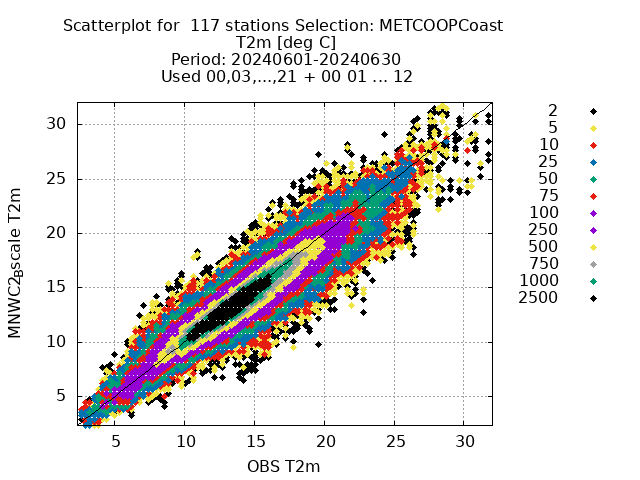 Scatterplot for  117 stations Selection: METCOOPCoast
T2m [deg C]
Period: 20240601-20240630
Used 00,03,...,21 + 00 01 ... 12
MNWC2Bscale T2m
30
25
20
15
10
5
5 10 15 20 25 30
OBS T2m
2
5
10
25
50
75
100
250
500
750
1000
2500